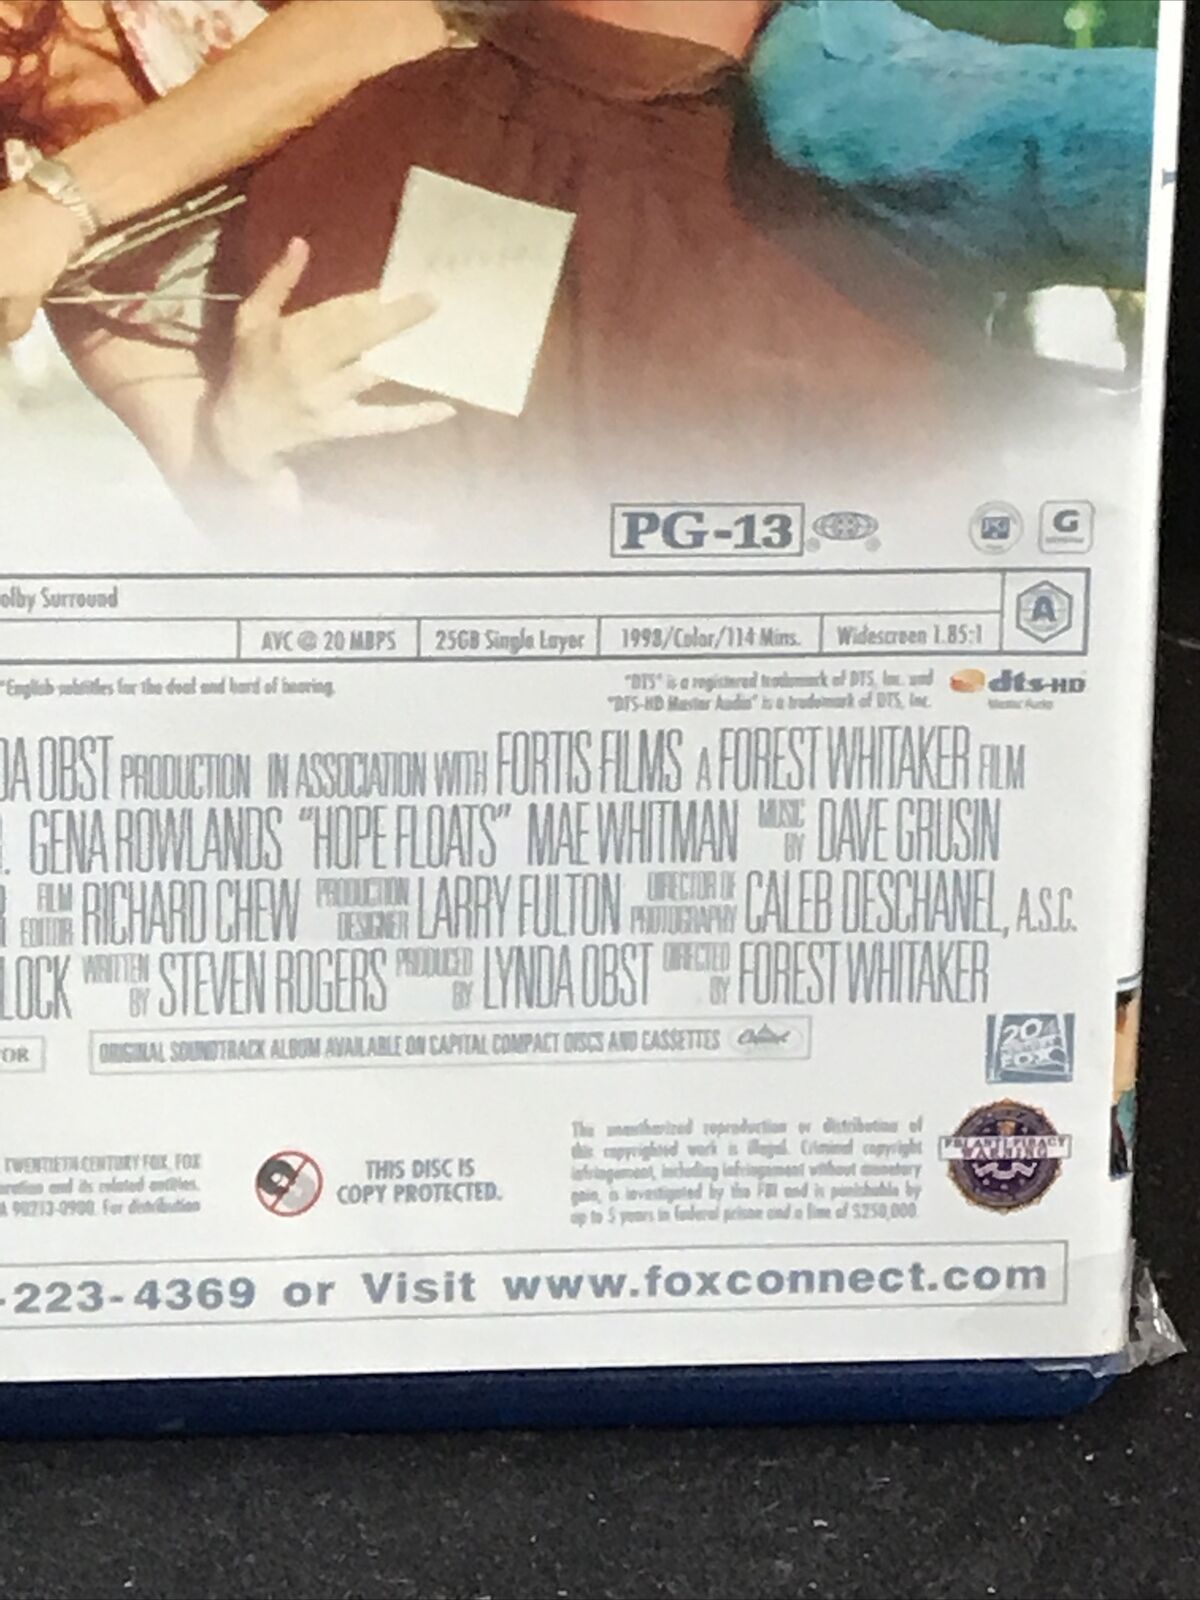 PG-13
G
olby Surround
A
AVC @ 20 MBPS 25GB Single Layer 1998/Color/114 Mins. Widescreen 1.85:1
*English subtitles for the deaf and hard of hearing.
"DTS" is a registered trademark of DTS, Inc. and
"DTS-HD Master Audio" is a trademark of DTS, Inc.
dts-HD
Master Audio
DA OBST PRODUCTION IN ASSOCIATION WITH FORTIS FILMS A FOREST WHITAKER FILM
. GENA ROWLANDS "HOPE FLOATS" MAE WHITMAN MUSIC BY DAVE GRUSIN
R FILM EDITOR RICHARD CHEW PRODUCTION DESIGNER LARRY FULTON DIRECTOR OF PHOTOGRAPHY CALEB DESCHANEL, A.S.C.
LOCK WRITTEN BY STEVEN ROGERS PRODUCED BY LYNDA OBST DIRECTED BY FOREST WHITAKER
OR
ORIGINAL SOUNDTRACK ALBUM AVAILABLE ON CAPITAL COMPACT DISCS AND CASSETTES Capitol
20th CENTURY FOX
TWENTIETH CENTURY FOX, FOX
oration and its related entities.
A 90213-0900. For distribution
THIS DISC IS
COPY PROTECTED.
The unauthorized reproduction or distribution of
this copyrighted work is illegal. Criminal copyright
infringement, including infringement without monetary
gain, is investigated by the FBI and is punishable by
up to 5 years in federal prison and a fine of $250,000.
FBI ANTI-PIRACY
WARNING
-223-4369 or Visit www.foxconnect.com